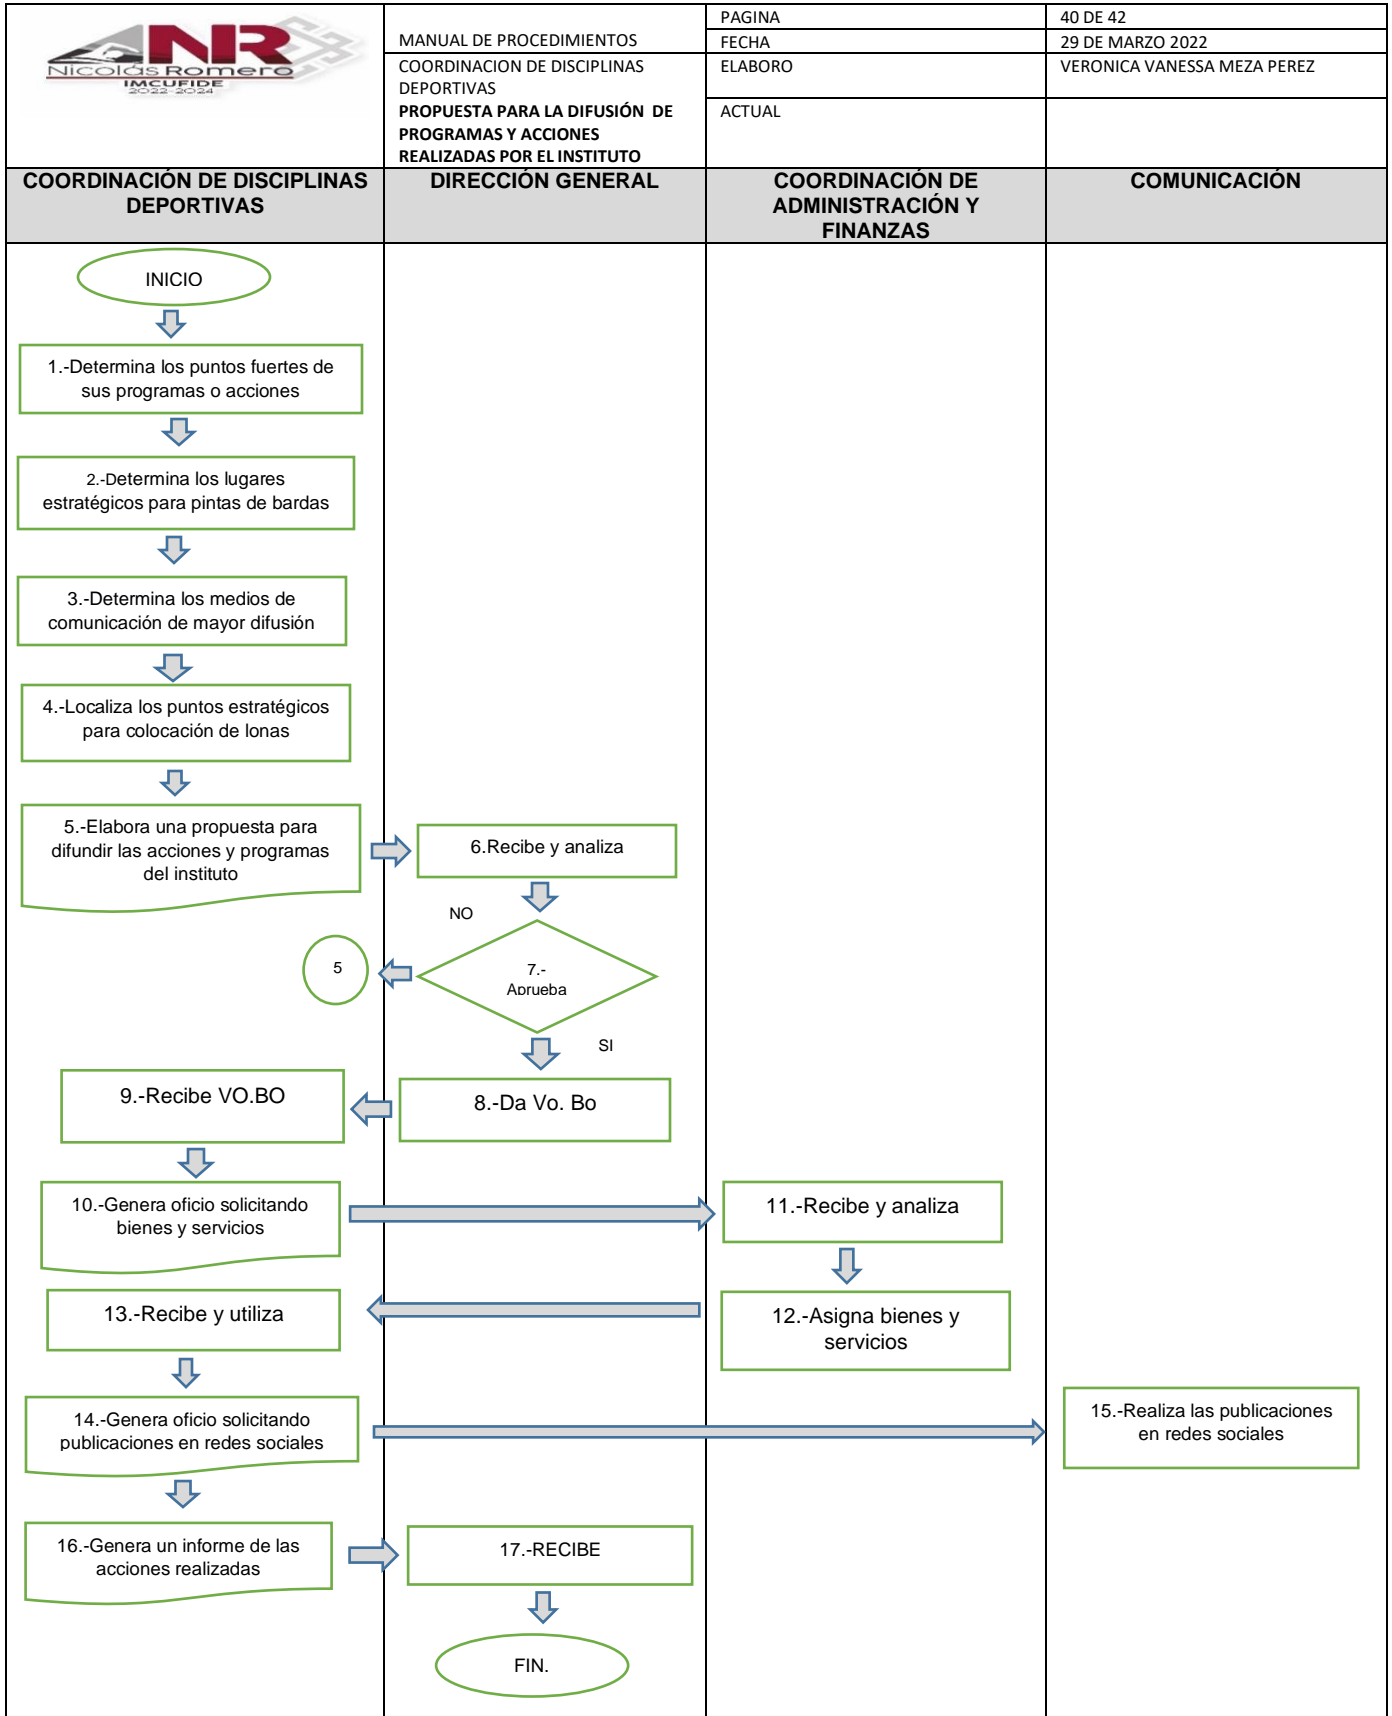 NR
Nicolás Romero
IMCUFIDE
2022-2024
MANUAL DE PROCEDIMIENTOS
COORDINACION DE DISCIPLINAS
DEPORTIVAS
PROPUESTA PARA LA DIFUSIÓN DE
PROGRAMAS Y ACCIONES
REALIZADAS POR EL INSTITUTO
PAGINA
40 DE 42
FECHA
29 DE MARZO 2022
ELABORO
VERONICA VANESSA MEZA PEREZ
ACTUAL
COORDINACIÓN DE DISCIPLINAS
DEPORTIVAS
DIRECCIÓN GENERAL
COORDINACIÓN DE
ADMINISTRACIÓN Y
FINANZAS
COMUNICACIÓN
INICIO
1.-Determina los puntos fuertes de
sus programas o acciones
2.-Determina los lugares
estratégicos para pintas de bardas
3.-Determina los medios de
comunicación de mayor difusión
4.-Localiza los puntos estratégicos
para colocación de lonas
5.-Elabora una propuesta para
difundir las acciones y programas
del instituto
6.Recibe y analiza
NO
5
7.-
Aprueba
SI
9.-Recibe VO.BO
8.-Da Vo. Bo
10.-Genera oficio solicitando
bienes y servicios
11.-Recibe y analiza
13.-Recibe y utiliza
12.-Asigna bienes y
servicios
14.-Genera oficio solicitando
publicaciones en redes sociales
15.-Realiza las publicaciones
en redes sociales
16.-Genera un informe de las
acciones realizadas
17.-RECIBE
FIN.